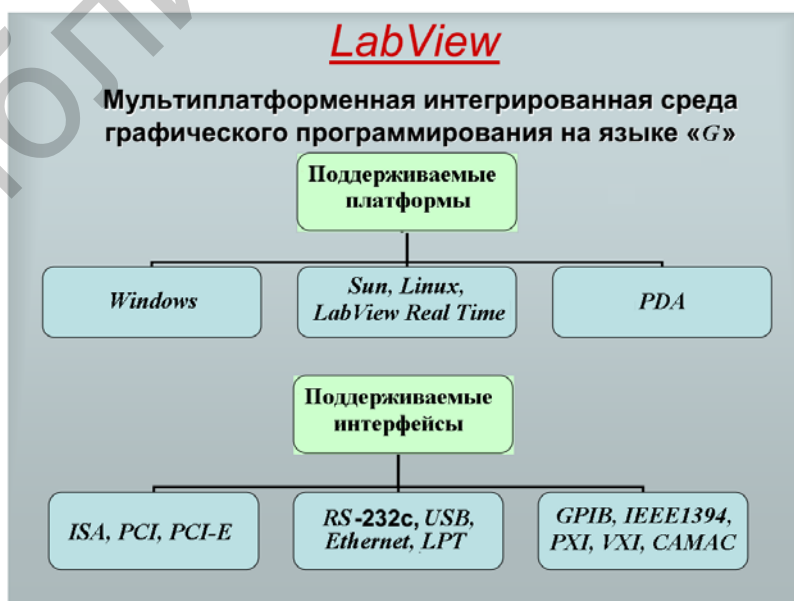 LabView
Мультиплатформенная интегрированная среда
графического программирования на языке «G»
Поддерживаемые
платформы
Windows
Sun, Linux,
LabView Real Time
PDA
Поддерживаемые
интерфейсы
ISA, PCI, PCI-E
RS-232c, USB,
Ethernet, LPT
GPIB, IEEE1394,
PXI, VXI, CAMAC